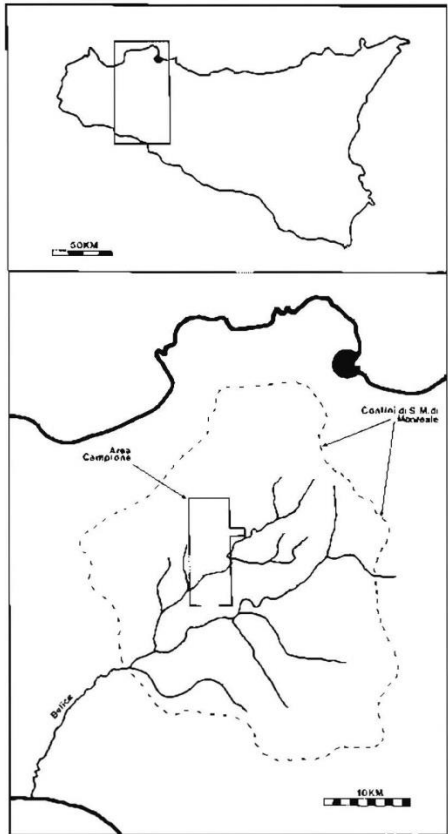 50KM
Confini di S. M. di
Monreale
Area
Campione
Belice
10KM